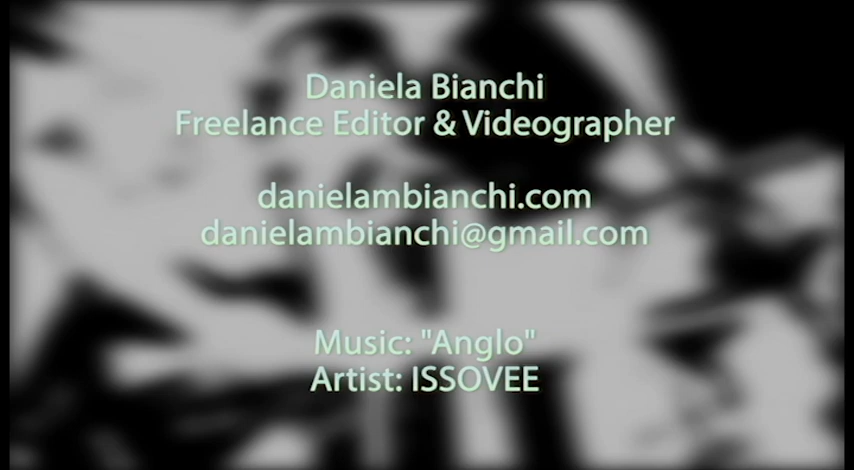 Daniela Bianchi
Freelance Editor & Videographer
danielambianchi.com
danielambianchi@gmail.com
Music: "Anglo"
Artist: ISSOVEE